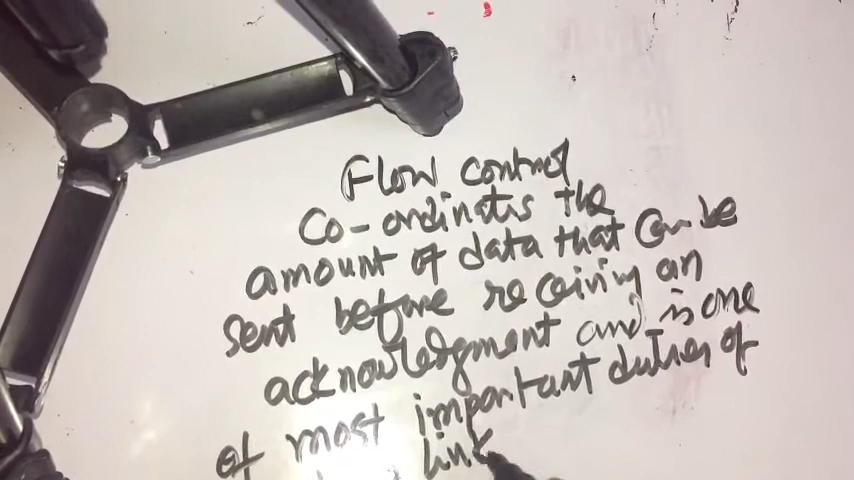 Flow control
Co-ordinates the
amount of data that can be
sent before receiving an
acknowledgment and is one
of most important duties of
link